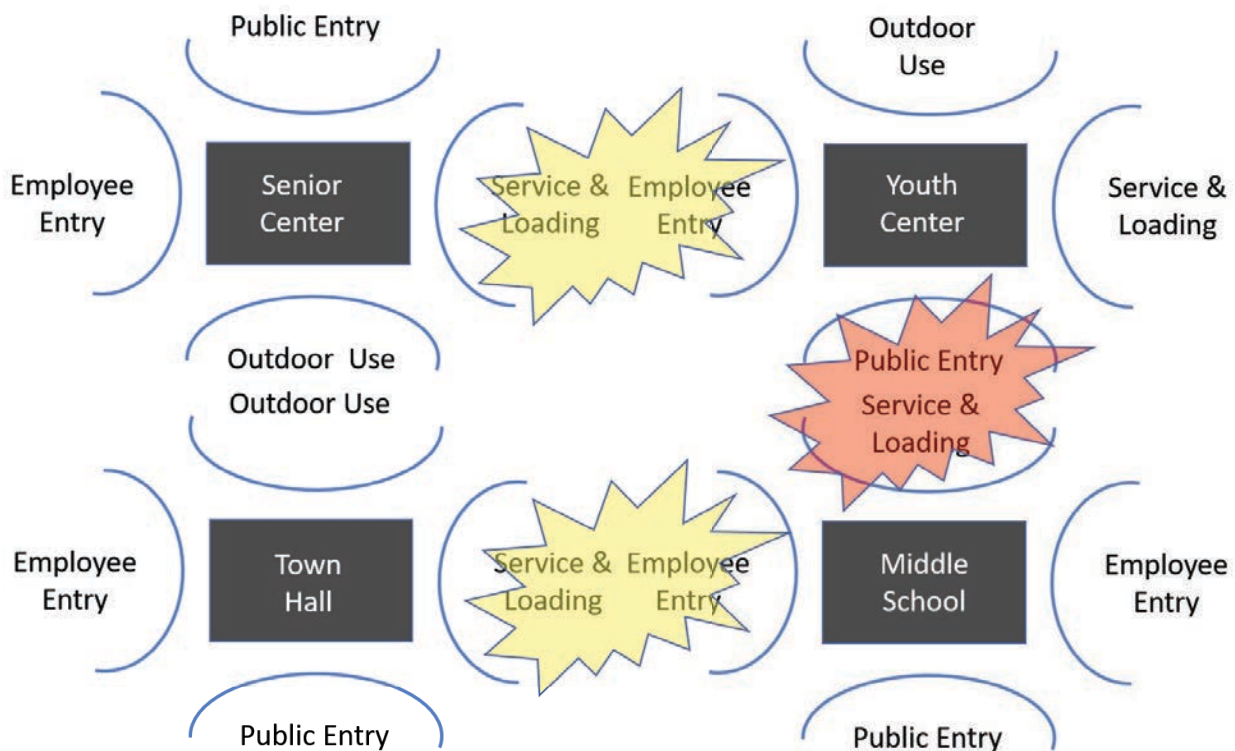 Public Entry
Outdoor
Use
Employee
Entry
Senior
Center
Service &
Loading
Employee
Entry
Youth
Center
Service &
Loading
Outdoor Use
Outdoor Use
Public Entry
Service &
Loading
Employee
Entry
Town
Hall
Service &
Loading
Employee
Entry
Middle
School
Employee
Entry
Public Entry
Public Entry